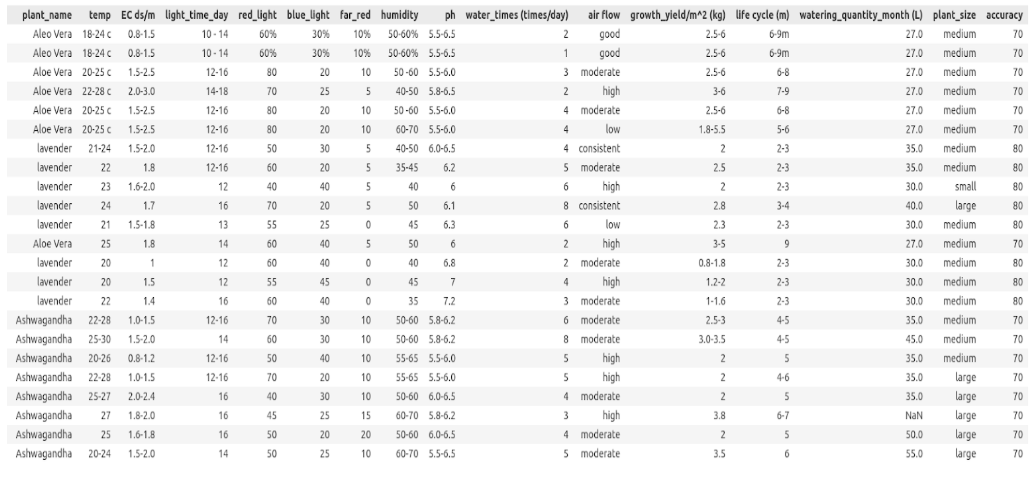 plant_name temp EC ds/m light_time_day red_light blue_light far_red humidity ph water_times (times/day) air flow growth_yield/m^2 (kg) life cycle (m) watering_quantity_month (L) plant_size accuracy
Aleo Vera 18-24 c 0.8-1.5 10 - 14 60% 30% 10% 50-60% 5.5-6.5 2 good 2.5-6 6-9m 27.0 medium 70
Aleo Vera 18-24 c 0.8-1.5 10 - 14 60% 30% 10% 50-60% 5.5-6.5 1 good 2.5-6 6-9m 27.0 medium 70
Aloe Vera 20-25 c 1.5-2.5 12-16 80 20 10 50 -60 5.5-6.0 3 moderate 2.5-6 6-8 27.0 medium 70
Aloe Vera 22-28 c 2.0-3.0 14-18 70 25 5 40-50 5.8-6.5 2 high 3-6 7-9 27.0 medium 70
Aloe Vera 20-25 c 1.5-2.5 12-16 80 20 10 50 -60 5.5-6.0 4 moderate 2.5-6 6-8 27.0 medium 70
Aloe Vera 20-25 c 1.5-2.5 12-16 80 20 10 60-70 5.5-6.0 4 low 1.8-5.5 5-6 27.0 medium 70
lavender 21-24 1.5-2.0 12-16 50 30 5 40-50 6.0-6.5 4 consistent 2 2-3 35.0 medium 80
lavender 22 1.8 12-16 60 20 5 35-45 6.2 5 moderate 2.5 2-3 35.0 medium 80
lavender 23 1.6-2.0 12 40 40 5 40 6 6 high 2 2-3 30.0 small 80
lavender 24 1.7 16 70 20 5 50 6.1 8 consistent 2.8 3-4 40.0 large 80
lavender 21 1.5-1.8 13 55 25 0 45 6.3 6 low 2.3 2-3 30.0 medium 80
Aloe Vera 25 1.8 14 60 40 5 50 6 2 high 3-5 9 27.0 medium 70
lavender 20 1 12 60 40 0 40 6.8 2 moderate 0.8-1.8 2-3 30.0 medium 80
lavender 20 1.5 12 55 45 0 45 7 4 high 1.2-2 2-3 30.0 medium 80
lavender 22 1.4 16 60 40 0 35 7.2 3 moderate 1-1.6 2-3 30.0 medium 80
Ashwagandha 22-28 1.0-1.5 12-16 70 30 10 50-60 5.8-6.2 6 moderate 2.5-3 4-5 35.0 medium 70
Ashwagandha 25-30 1.5-2.0 14 60 30 10 50-60 5.8-6.2 8 moderate 3.0-3.5 4-5 45.0 medium 70
Ashwagandha 20-26 0.8-1.2 12-16 50 40 10 55-65 5.5-6.0 5 high 2 5 35.0 medium 70
Ashwagandha 22-28 1.0-1.5 12-16 70 20 10 55-65 5.5-6.0 5 high 2 4-6 35.0 large 70
Ashwagandha 25-27 2.0-2.4 16 40 30 10 50-60 6.0-6.5 4 moderate 2 5 35.0 large 70
Ashwagandha 27 1.8-2.0 16 45 25 15 60-70 5.8-6.2 3 high 3.8 6-7 NaN large 70
Ashwagandha 25 1.6-1.8 16 50 20 20 50-60 6.0-6.5 4 moderate 2 5 50.0 large 70
Ashwagandha 20-24 1.5-2.0 14 50 25 10 60-70 5.5-6.5 5 moderate 3.5 6 55.0 large 70